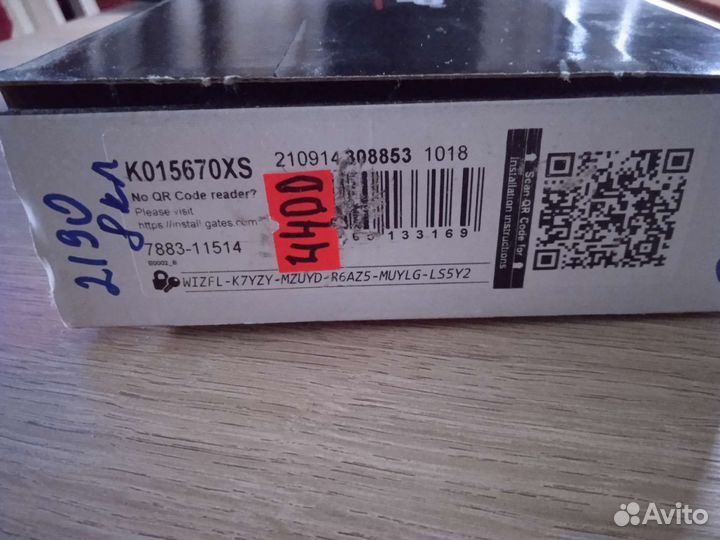 2190
8кл
K015670XS
210914 308853 1018
No QR Code reader?
Please visit
https://install.gates.com
7883-11514
4400
133169
WIZFL-K7YZY-MZUYD-R6AZ5-MUYLG-LS5Y2
Scan QR Code for
installation instructions
Avito